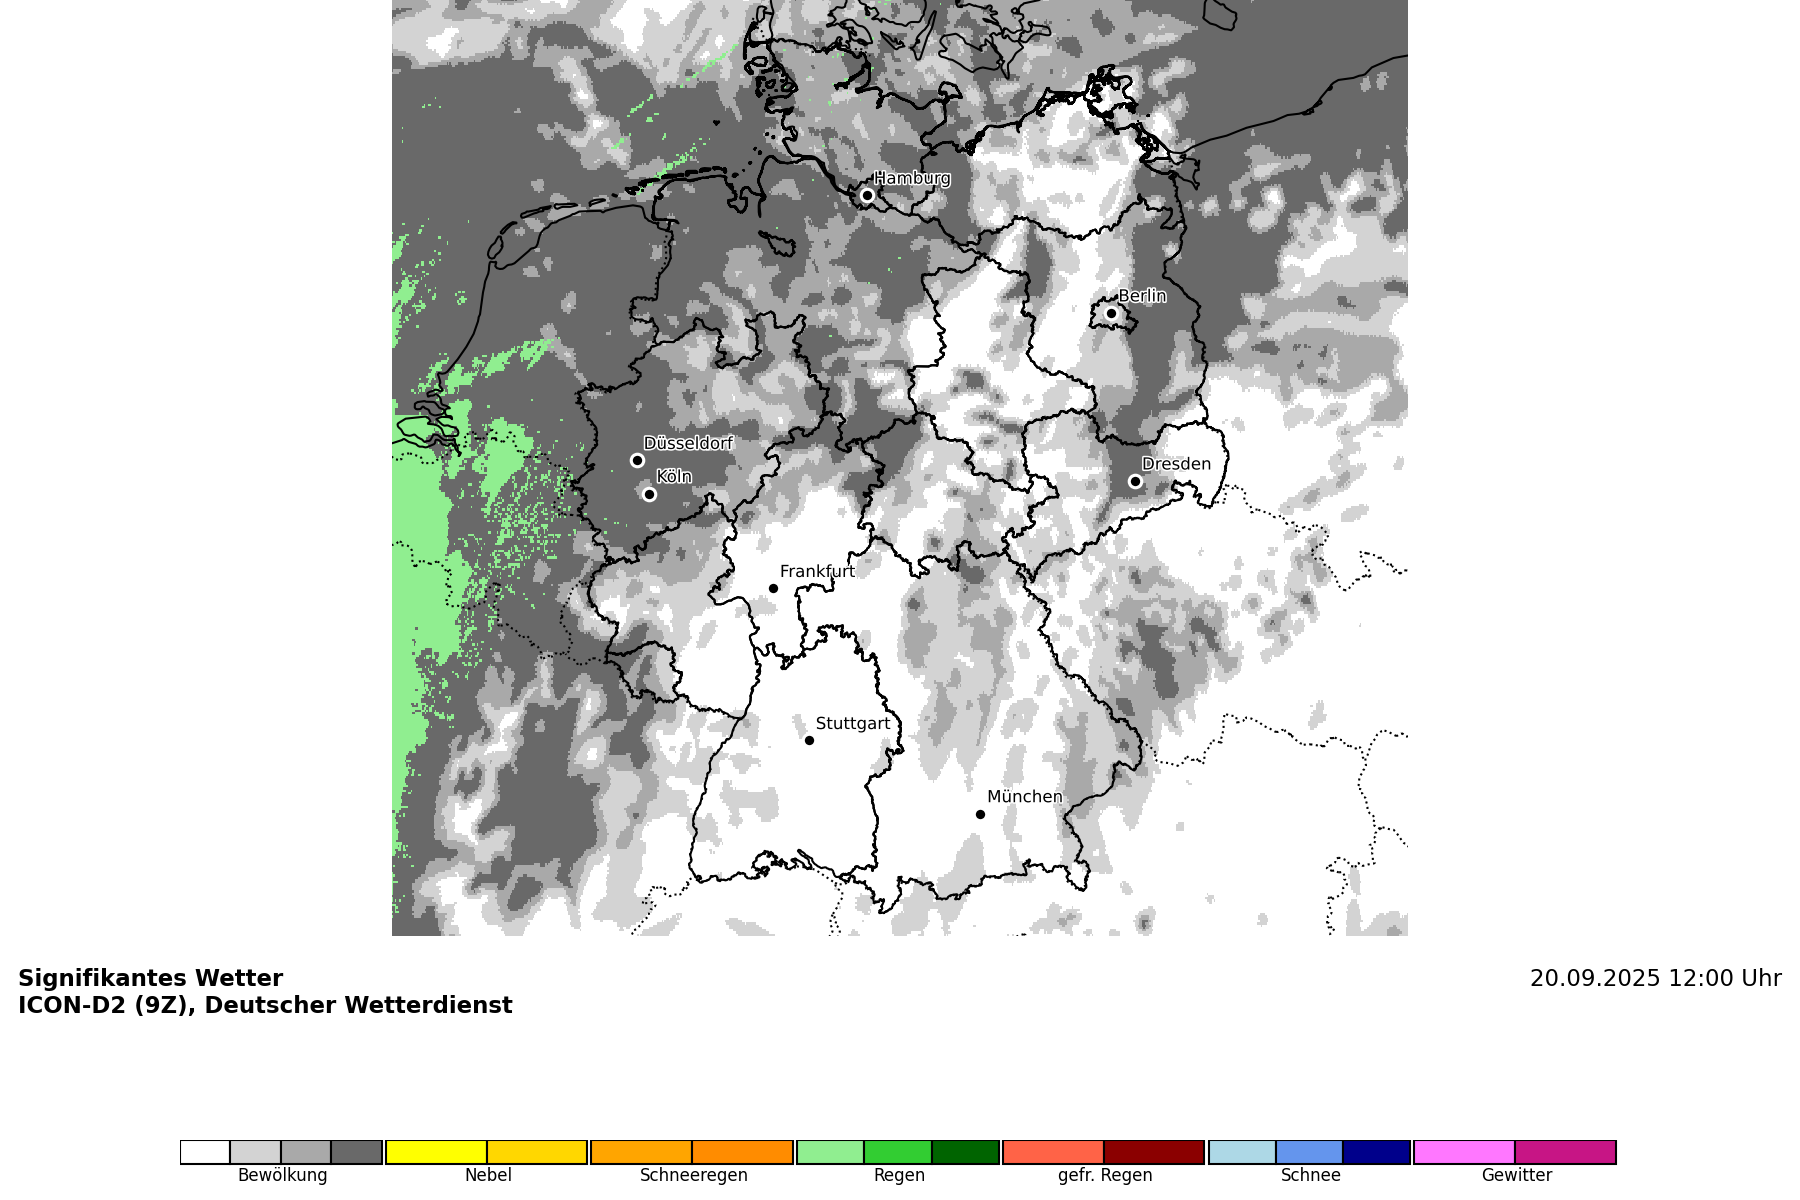 Hamburg
Berlin
Düsseldorf
Köln
Dresden
Frankfurt
Stuttgart
München
Signifikantes Wetter
ICON-D2 (9Z), Deutscher Wetterdienst
20.09.2025 12:00 Uhr
Bewölkung
Nebel
Schneeregen
Regen
gefr. Regen
Schnee
Gewitter